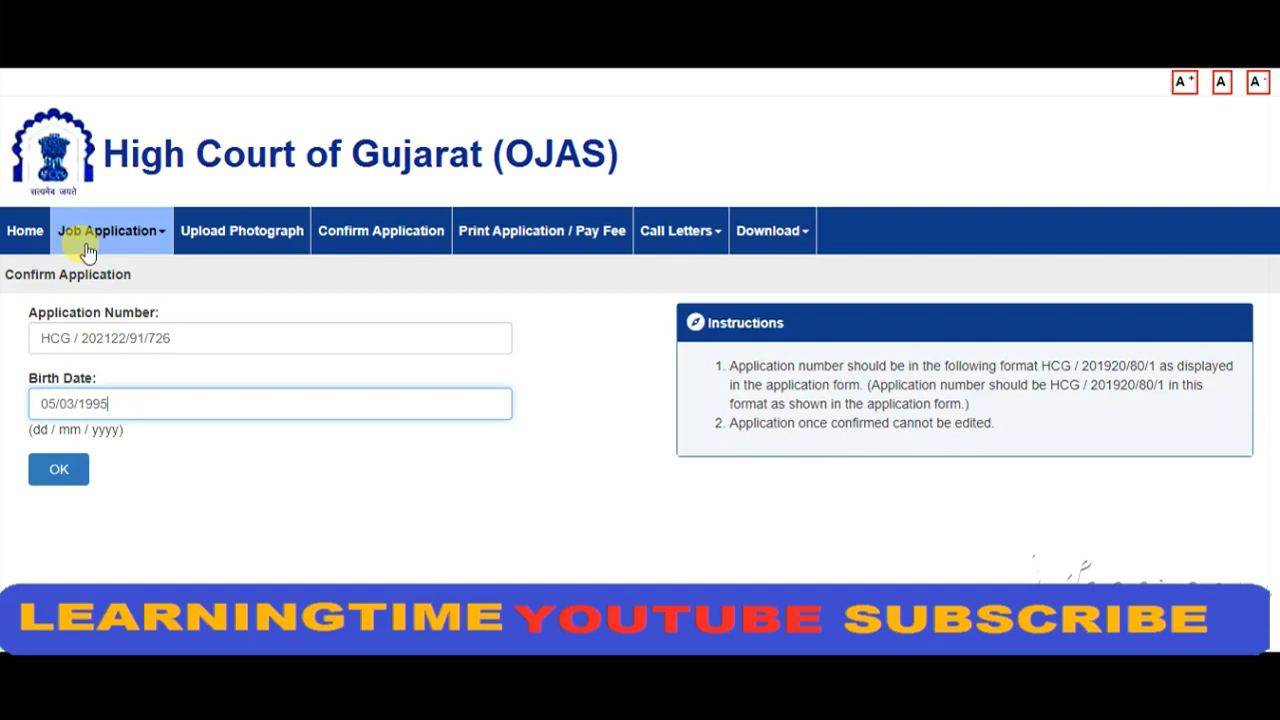 A+ A A-
सत्यमेव जयते
High Court of Gujarat (OJAS)
Home Job Application Upload Photograph Confirm Application Print Application / Pay Fee Call Letters Download
Confirm Application
Application Number:
HCG / 202122/91/726
Birth Date:
05/03/1995
(dd / mm / yyyy)
OK
Instructions
1. Application number should be in the following format HCG / 201920/80/1 as displayed
in the application form. (Application number should be HCG / 201920/80/1 in this
format as shown in the application form.)
2. Application once confirmed cannot be edited.
LEARNINGTIME YOUTUBE SUBSCRIBE